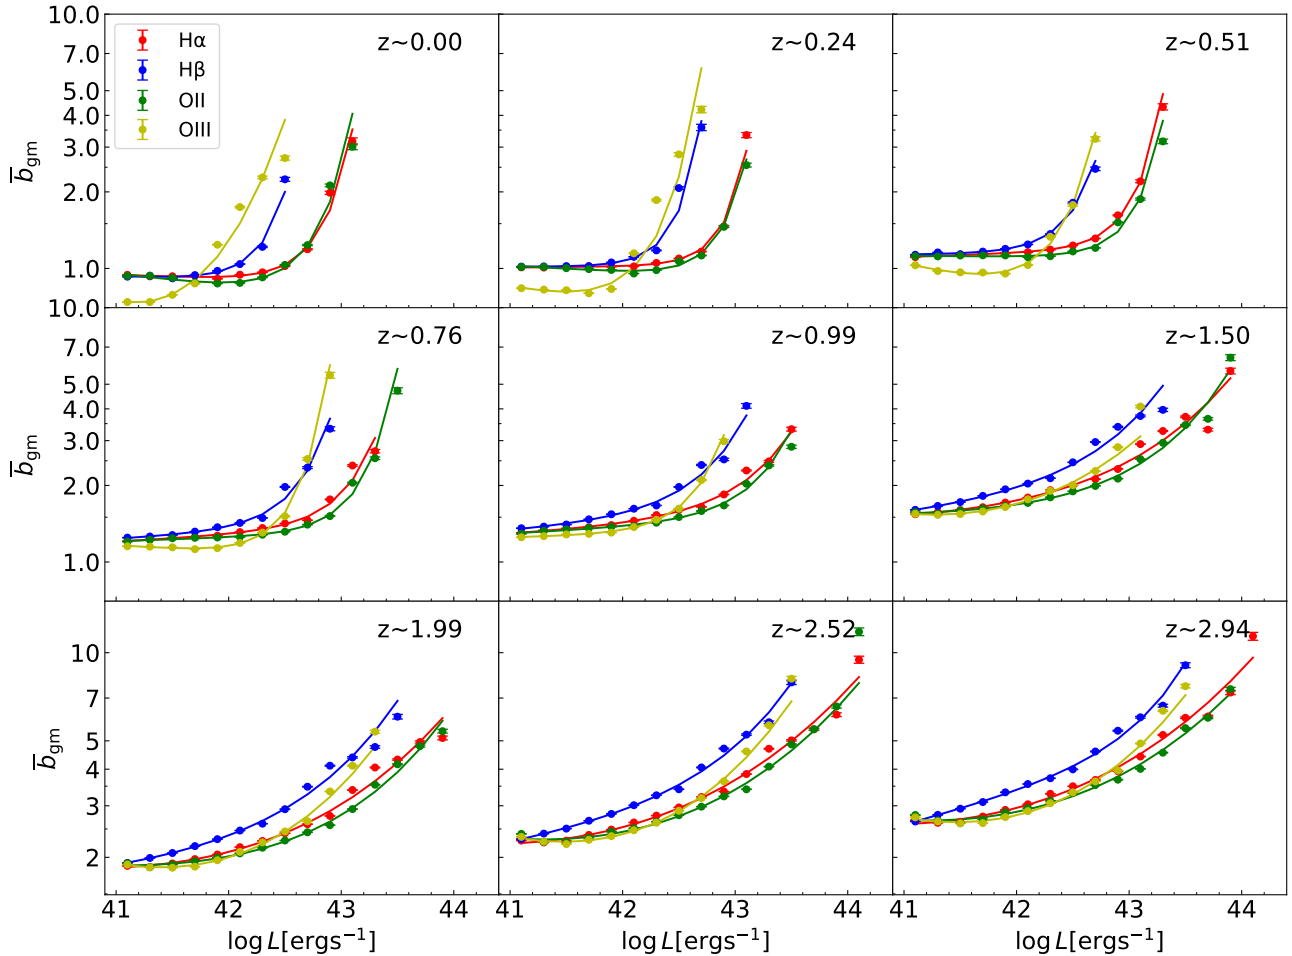 10.0 7.0 5.0 4.0 3.0 2.0 1.0
b̅gm
Hα
Hβ
OII
OIII
z~0.00
z~0.24
z~0.51
10.0 7.0 5.0 4.0 3.0 2.0 1.0
b̅gm
z~0.76
z~0.99
z~1.50
10 7 5 4 3 2
b̅gm
z~1.99
z~2.52
z~2.94
41 42 43 44 41 42 43 44 41 42 43 44
log L[ergs⁻¹] log L[ergs⁻¹] log L[ergs⁻¹]